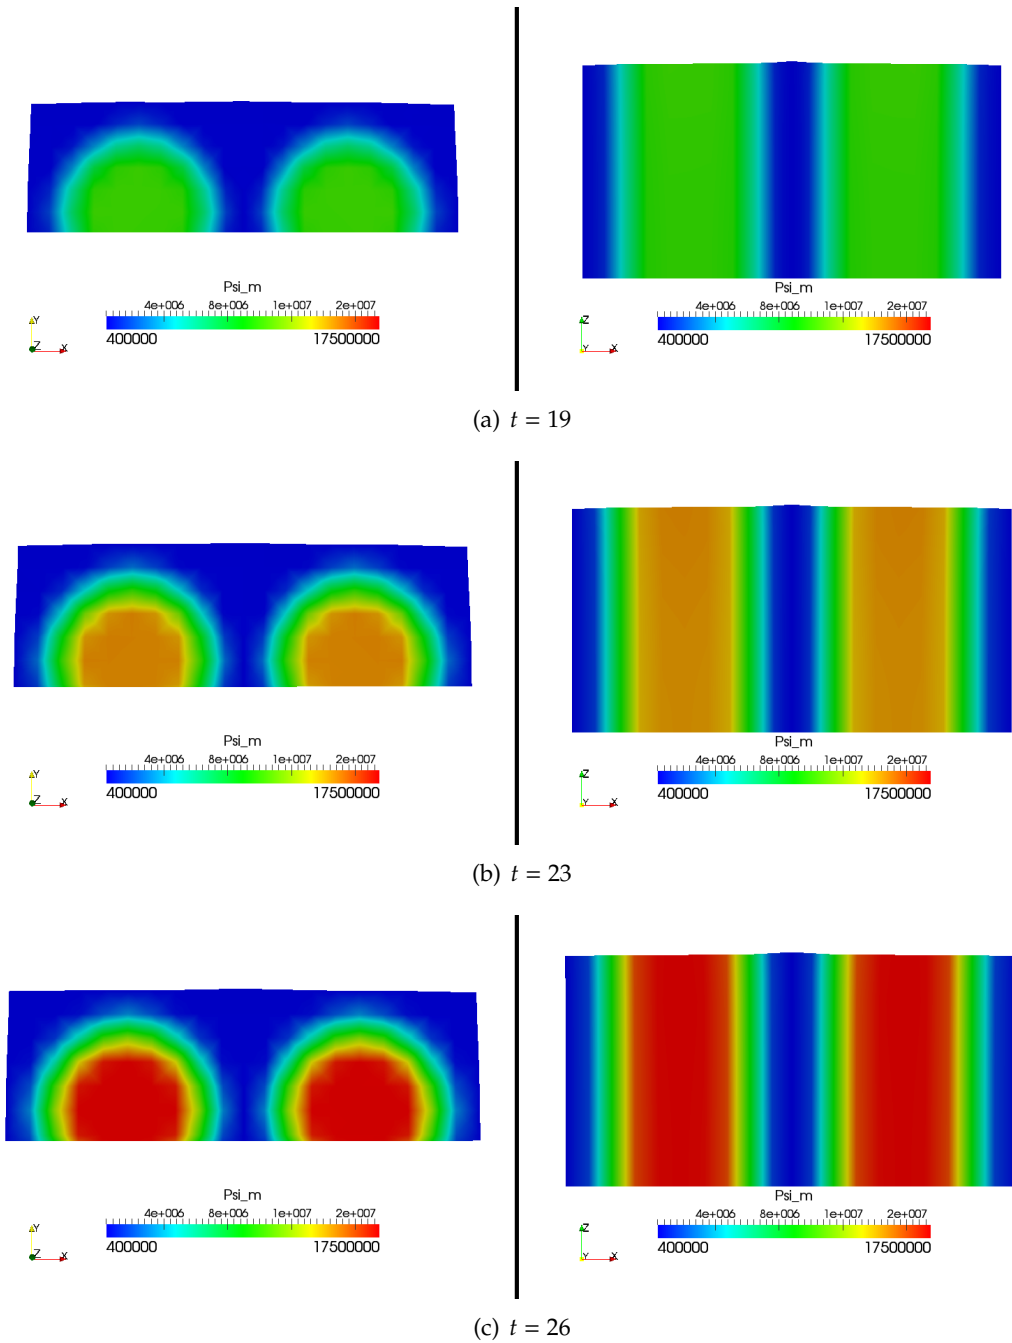 Psi_m
4e+006 8e+006 1e+007 2e+007
400000 17500000
Y
Z X
Psi_m
4e+006 8e+006 1e+007 2e+007
400000 17500000
Z
Y X
(a) t = 19
Psi_m
4e+006 8e+006 1e+007 2e+007
400000 17500000
Y
Z X
Psi_m
4e+006 8e+006 1e+007 2e+007
400000 17500000
Z
Y X
(b) t = 23
Psi_m
4e+006 8e+006 1e+007 2e+007
400000 17500000
Y
Z X
Psi_m
4e+006 8e+006 1e+007 2e+007
400000 17500000
Z
Y X
(c) t = 26